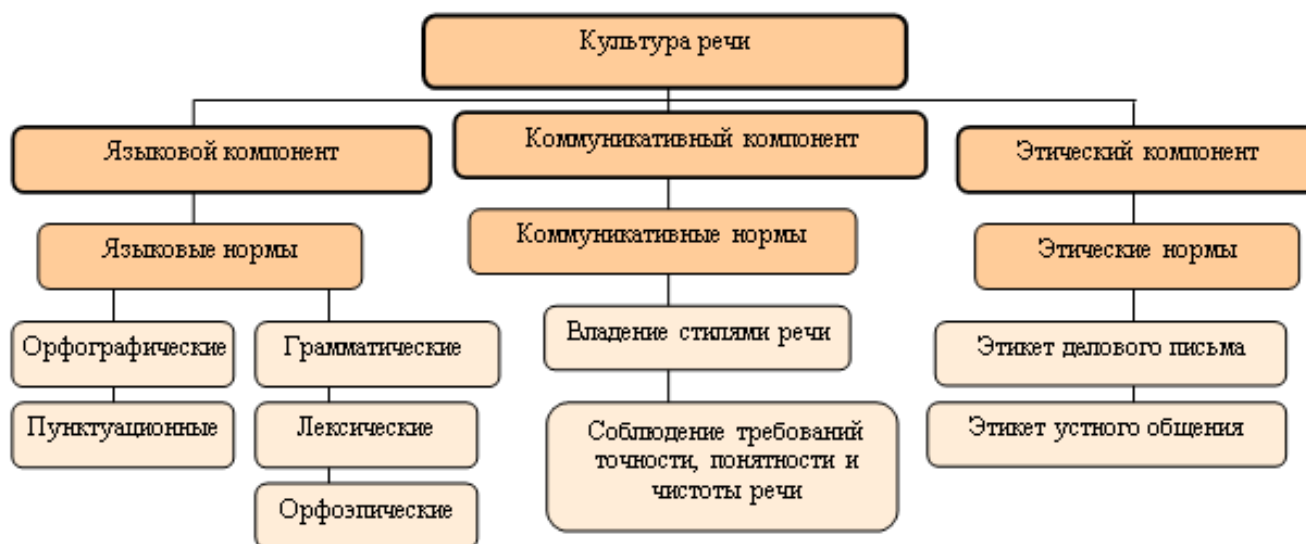 Культура речи
Языковой компонент
Коммуникативный компонент
Этический компонент
Языковые нормы
Коммуникативные нормы
Этические нормы
Орфографические
Грамматические
Владение стилями речи
Этикет делового письма
Пунктуационные
Лексические
Соблюдение требований
точности, понятности и
чистоты речи
Этикет устного общения
Орфоэпические